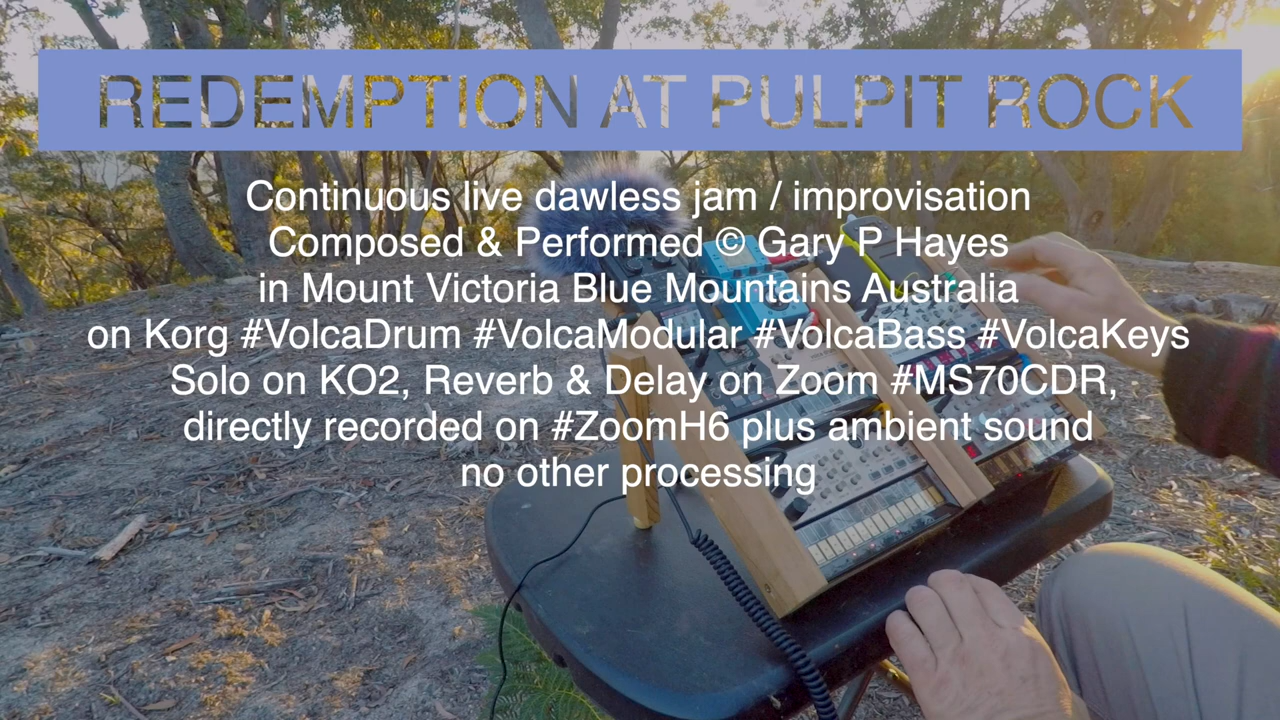 REDEMPTION AT PULPIT ROCK
Continuous live dawless jam / improvisation
Composed & Performed © Gary P Hayes
in Mount Victoria Blue Mountains Australia
on Korg #VolcaDrum #VolcaModular #VolcaBass #VolcaKeys
Solo on KO2, Reverb & Delay on Zoom #MS70CDR,
directly recorded on #ZoomH6 plus ambient sound
no other processing